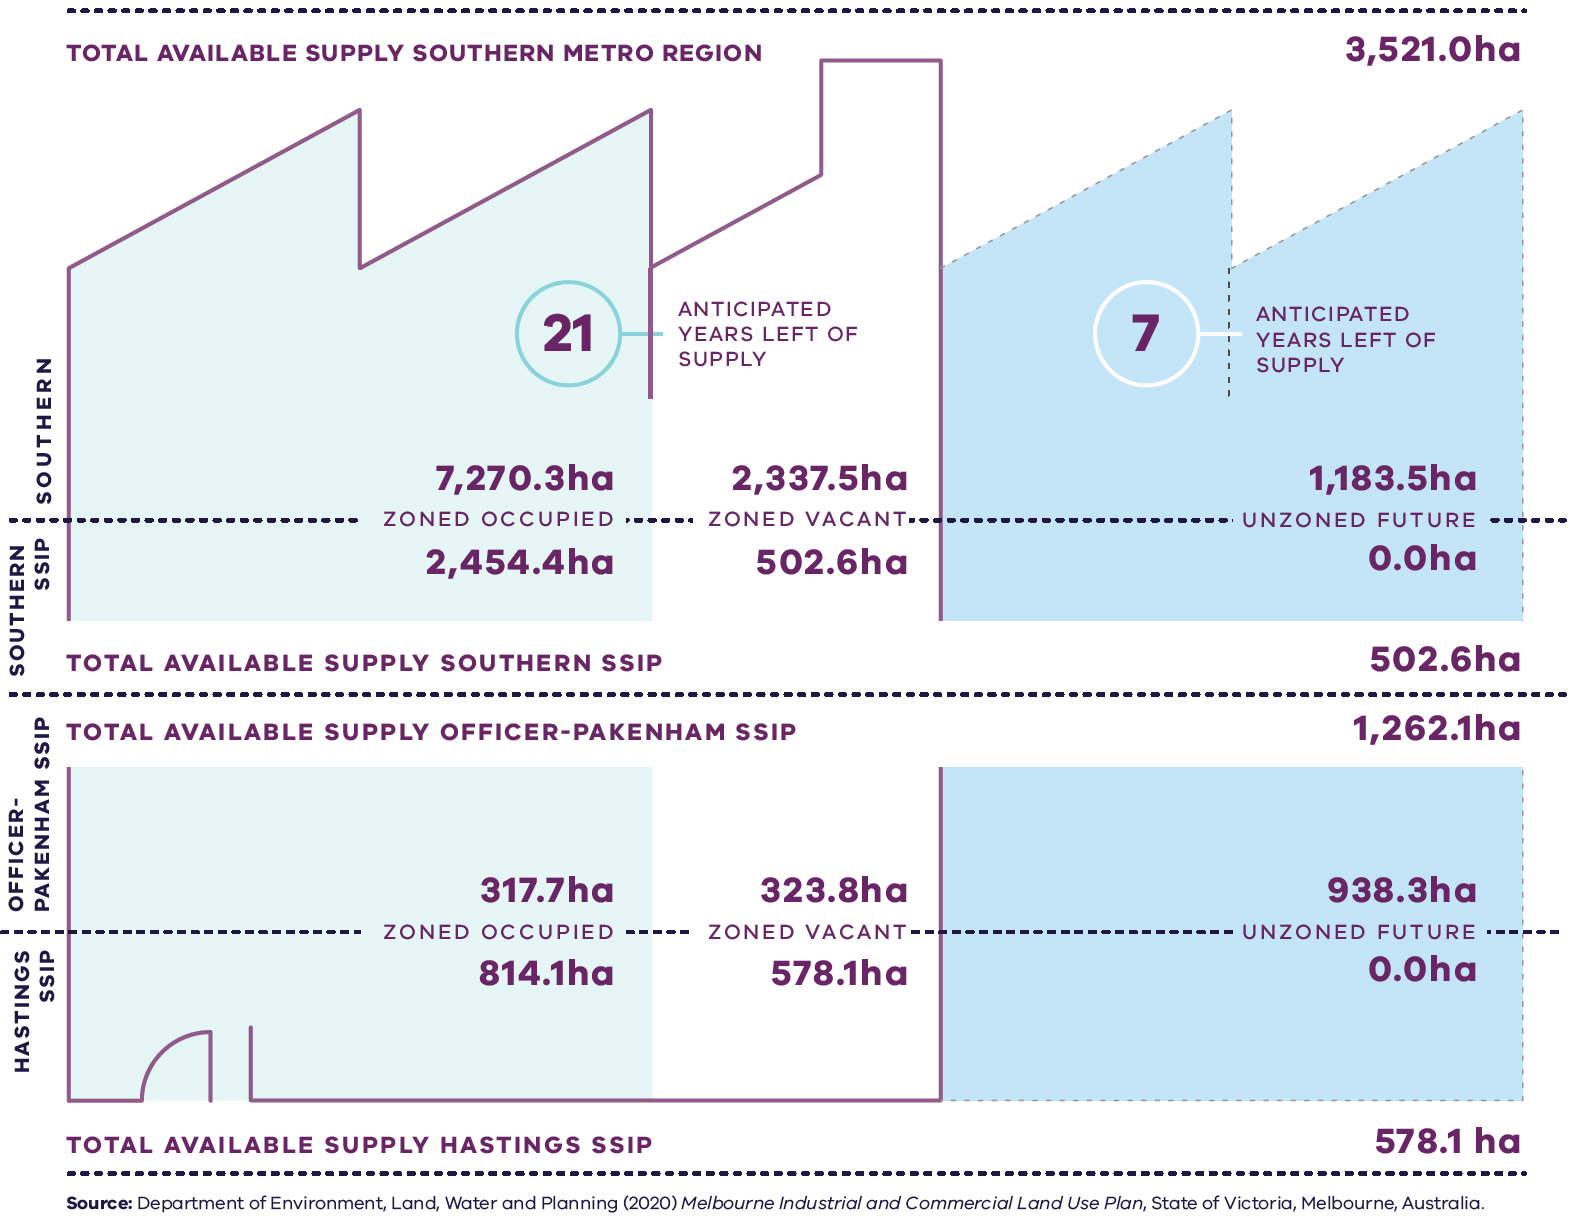 TOTAL AVAILABLE SUPPLY SOUTHERN METRO REGION
3,521.0ha
21
ANTICIPATED
YEARS LEFT OF
SUPPLY
7
ANTICIPATED
YEARS LEFT OF
SUPPLY
SOUTHERN
7,270.3ha
2,337.5ha
1,183.5ha
ZONED OCCUPIED
ZONED VACANT
UNZONED FUTURE
SOUTHERN
SSIP
2,454.4ha
502.6ha
0.0ha
TOTAL AVAILABLE SUPPLY SOUTHERN SSIP
502.6ha
TOTAL AVAILABLE SUPPLY OFFICER-PAKENHAM SSIP
1,262.1ha
OFFICER-
PAKENHAM SSIP
317.7ha
323.8ha
938.3ha
ZONED OCCUPIED
ZONED VACANT
UNZONED FUTURE
HASTINGS
SSIP
814.1ha
578.1ha
0.0ha
TOTAL AVAILABLE SUPPLY HASTINGS SSIP
578.1 ha
Source: Department of Environment, Land, Water and Planning (2020) Melbourne Industrial and Commercial Land Use Plan, State of Victoria, Melbourne, Australia.